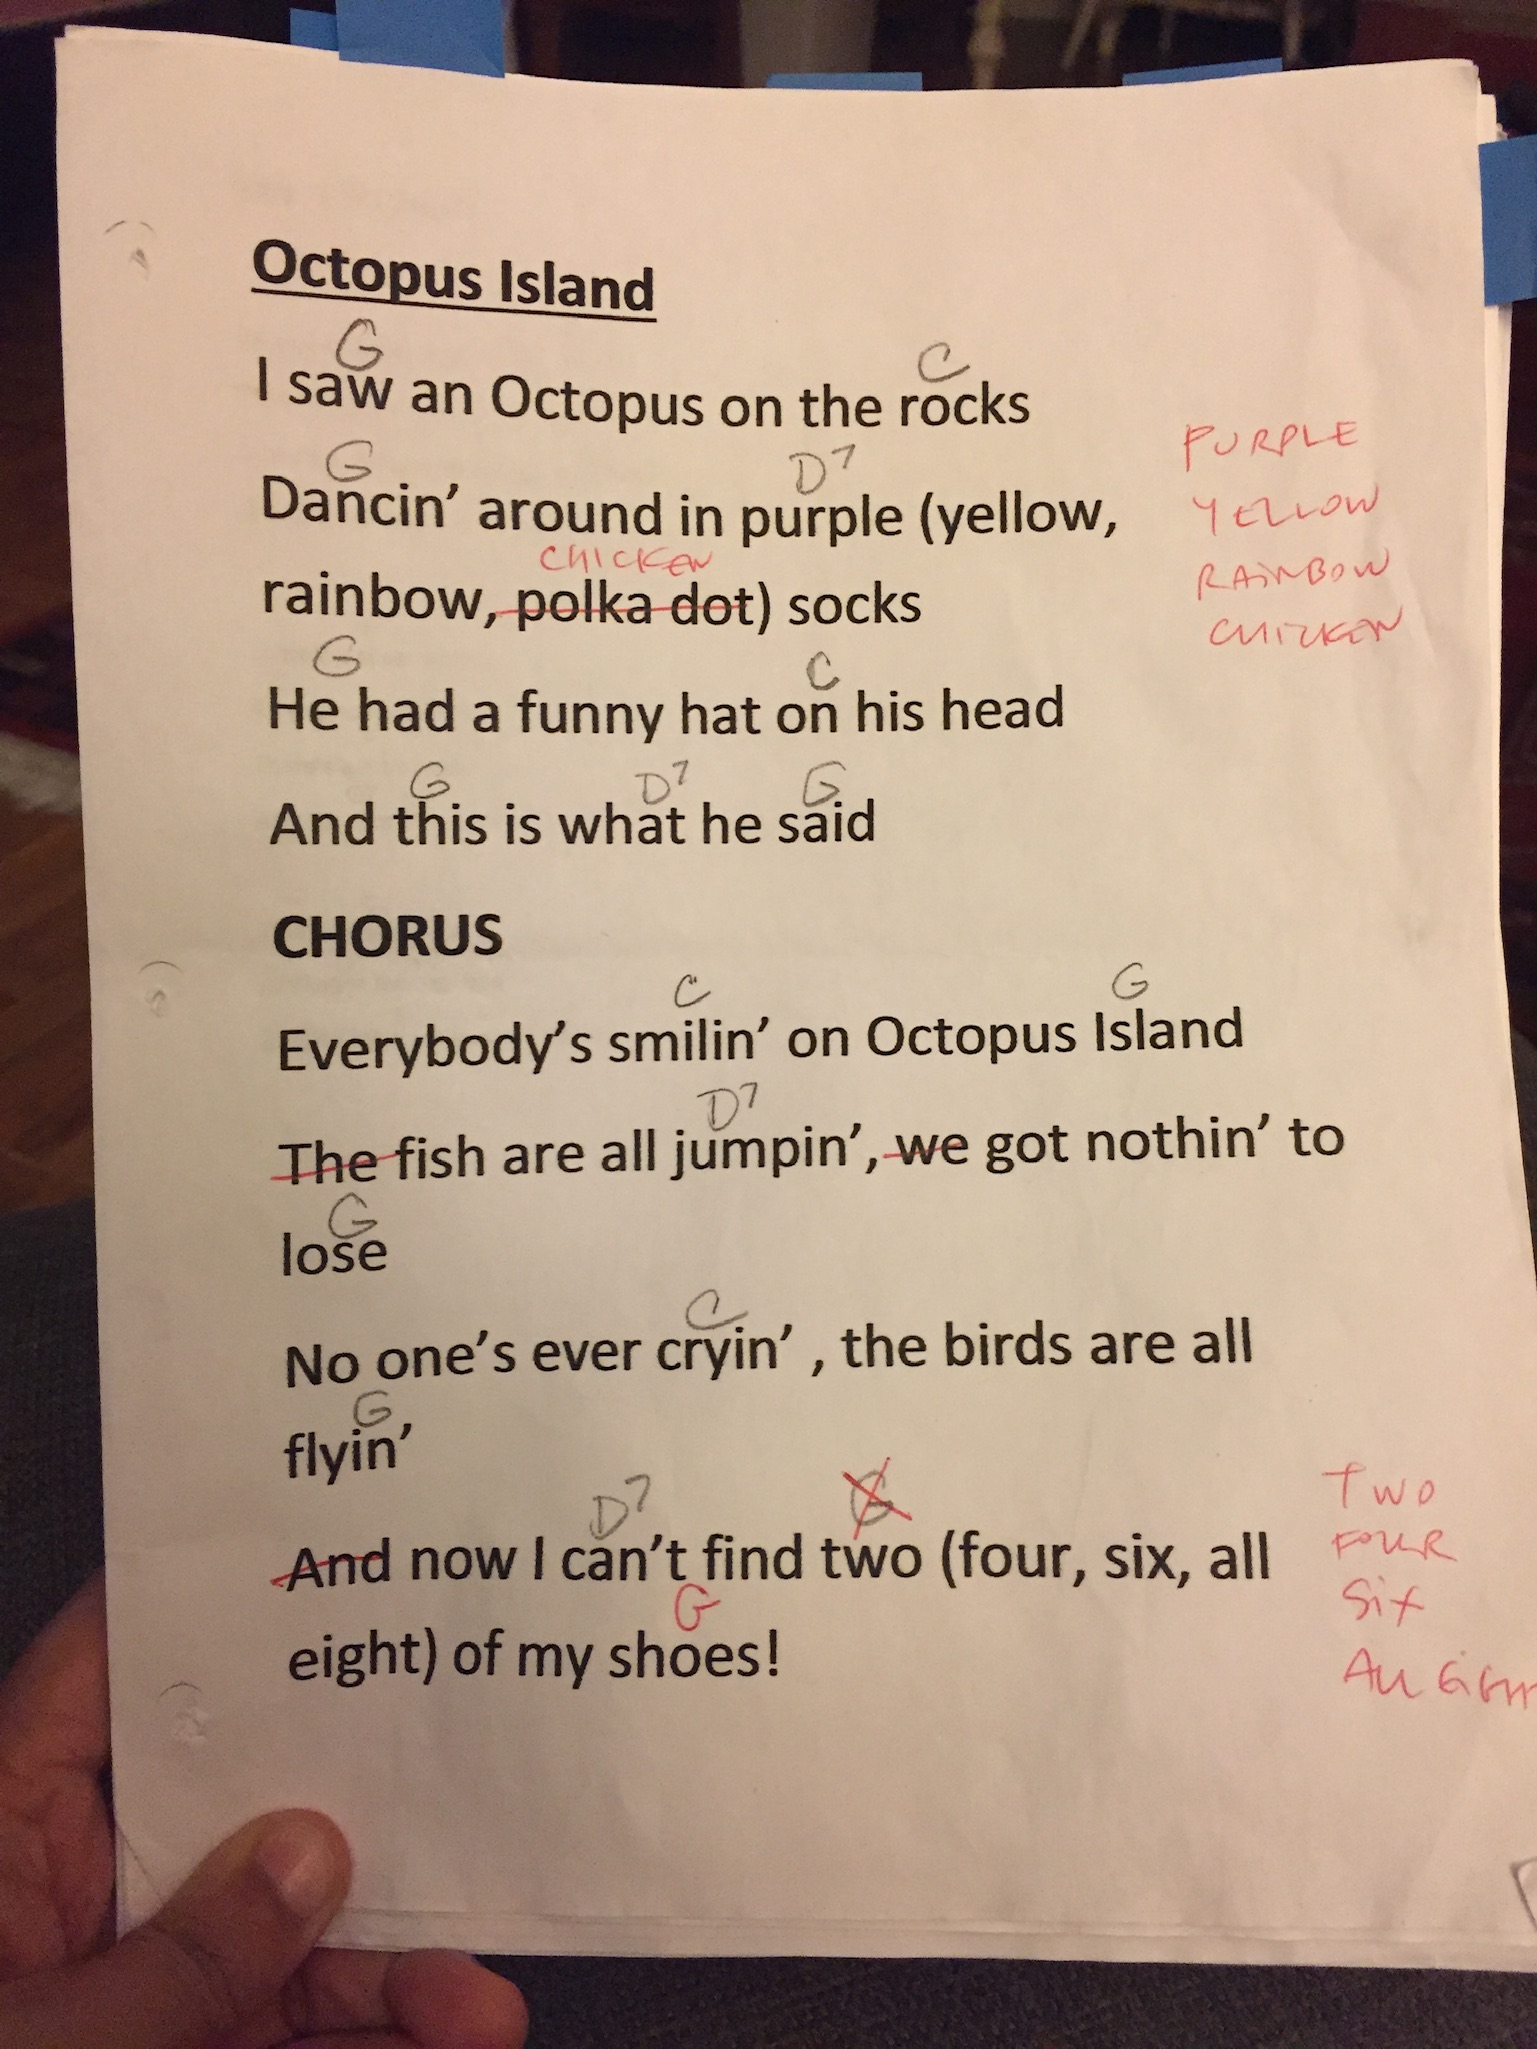 Octopus Island
G C
I saw an Octopus on the rocks
G D7
Dancin’ around in purple (yellow,
CHICKEN
rainbow, polka dot) socks
PURPLE
YELLOW
RAINBOW
CHICKEN
G C
He had a funny hat on his head
G D7 G
And this is what he said
CHORUS
C G
Everybody’s smilin’ on Octopus Island
D7
The fish are all jumpin’, we got nothin’ to
G
lose
C
No one’s ever cryin’ , the birds are all
G
flyin’
D7 G
And now I can’t find two (four, six, all
G
eight) of my shoes!
TWO
FOUR
Six
ALL